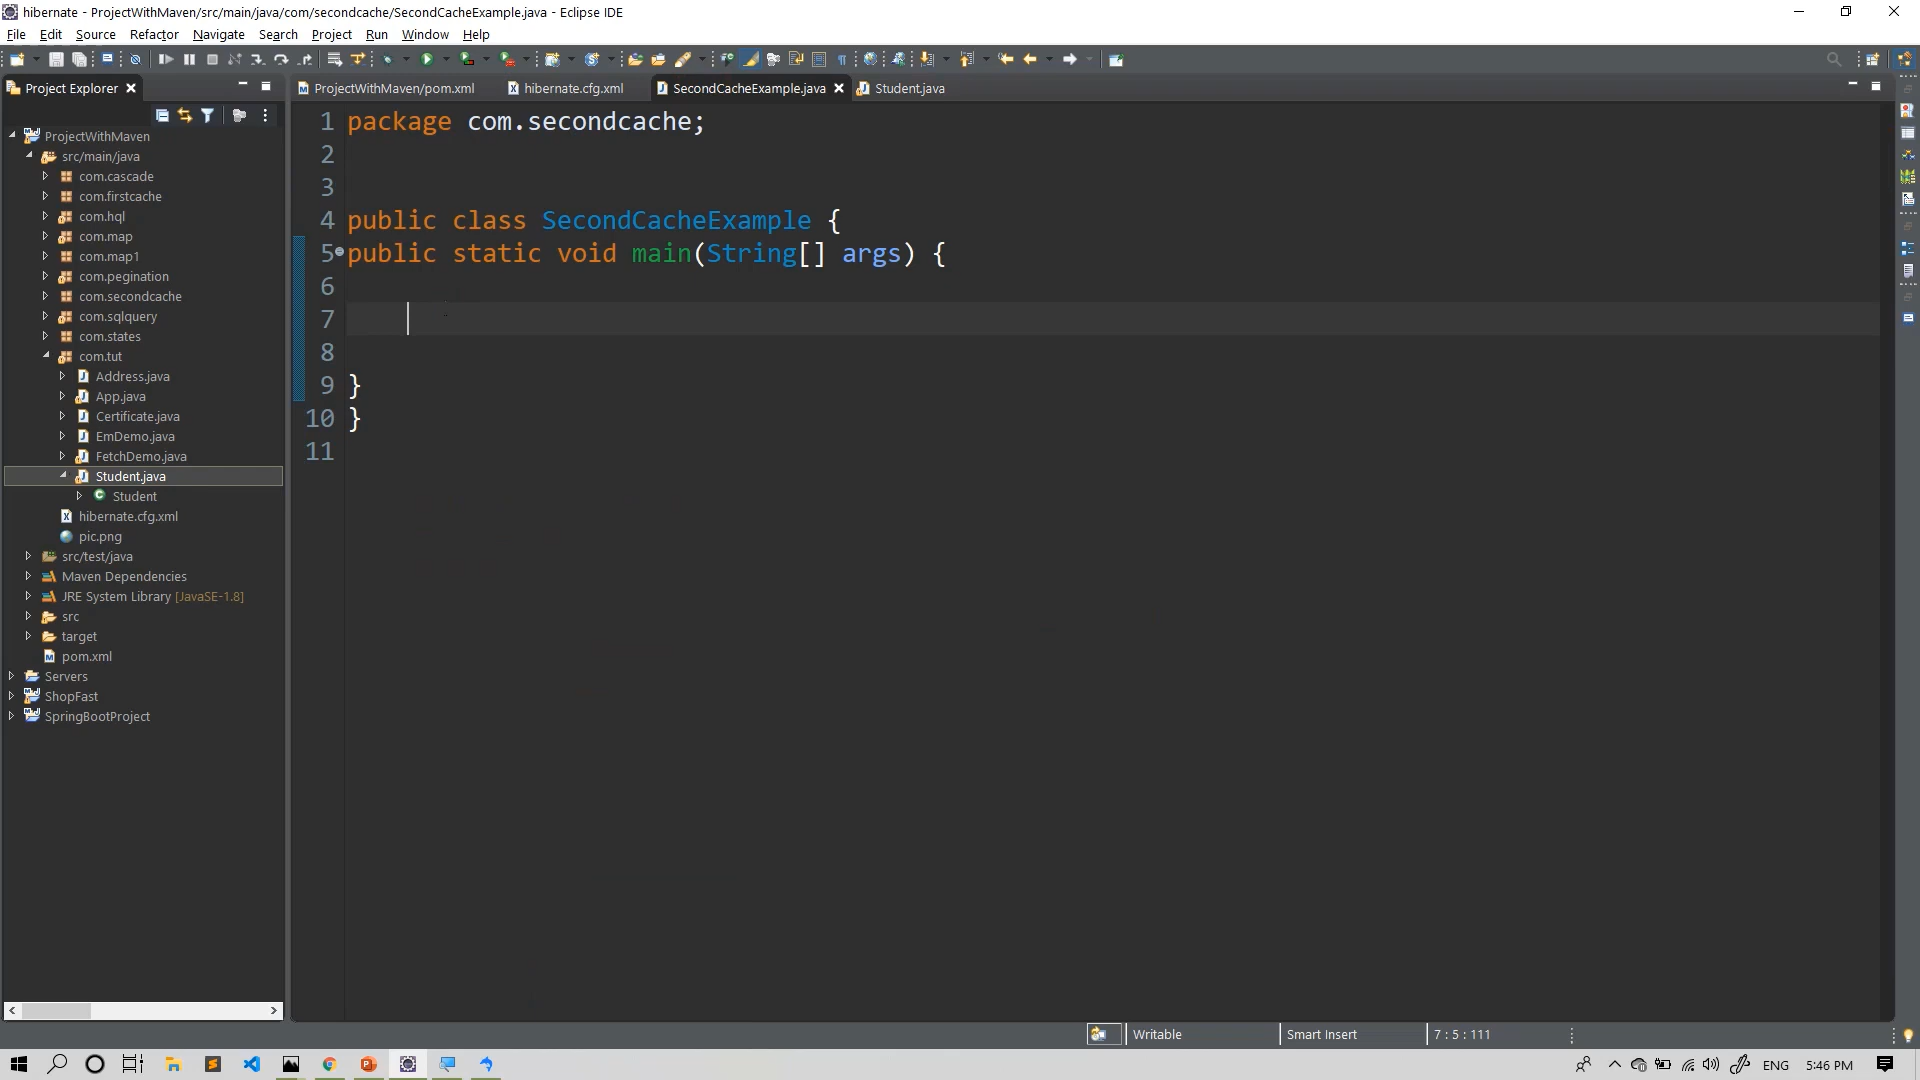 hibernate - ProjectWithMaven/src/main/java/com/secondcache/SecondCacheExample.java - Eclipse IDE
File Edit Source Refactor Navigate Search Project Run Window Help
Project Explorer
ProjectWithMaven/pom.xml hibernate.cfg.xml SecondCacheExample.java Student.java
ProjectWithMaven
src/main/java
com.cascade
com.firstcache
com.hql
com.map
com.map1
com.pegination
com.secondcache
com.sqlquery
com.states
com.tut
Address.java
App.java
Certificate.java
EmDemo.java
FetchDemo.java
Student.java
Student
hibernate.cfg.xml
pic.png
src/test/java
Maven Dependencies
JRE System Library [JavaSE-1.8]
src
target
pom.xml
Servers
ShopFast
SpringBootProject
1 package com.secondcache;
2
3
4 public class SecondCacheExample {
5 public static void main(String[] args) {
6
7
8
9 }
10 }
11
Writable Smart Insert 7 : 5 : 111
ENG 5:46 PM